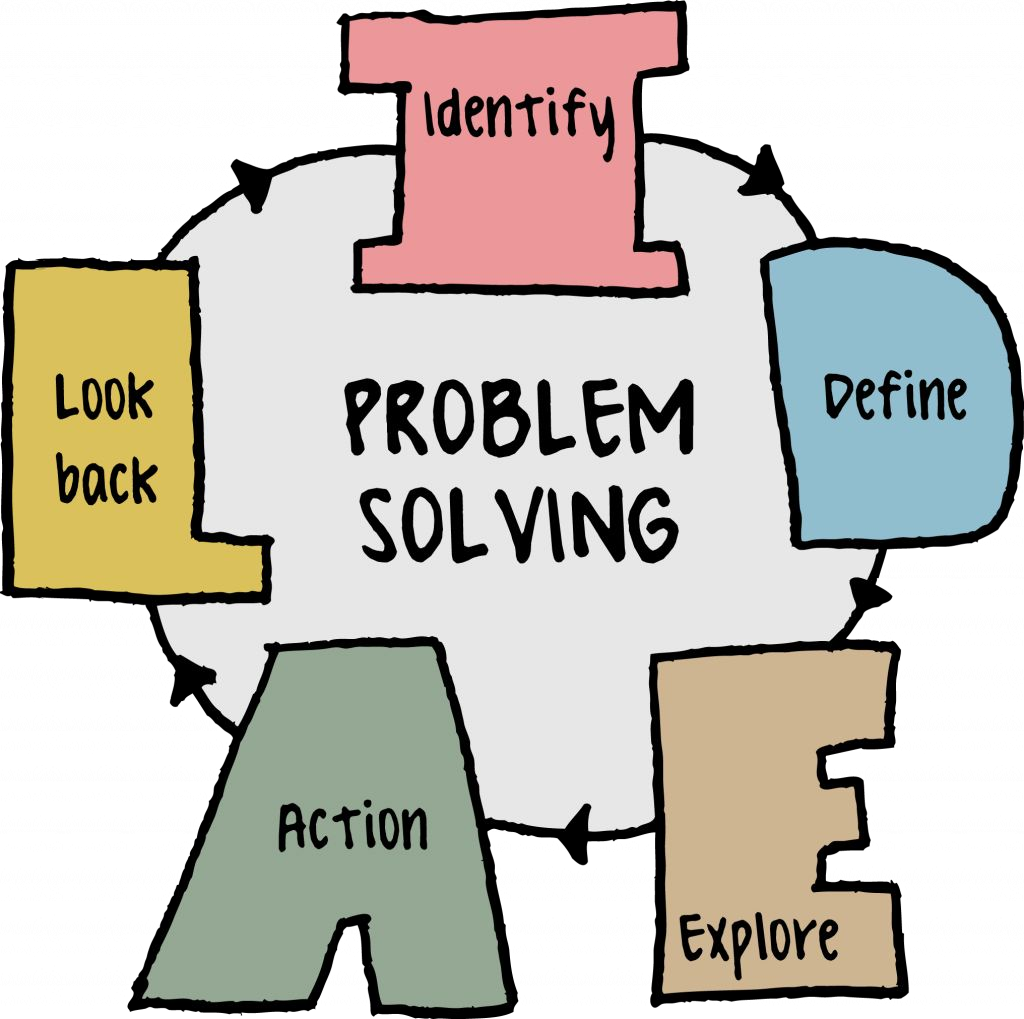 Identify
Define
Explore
Action
Look
back
PROBLEM
SOLVING